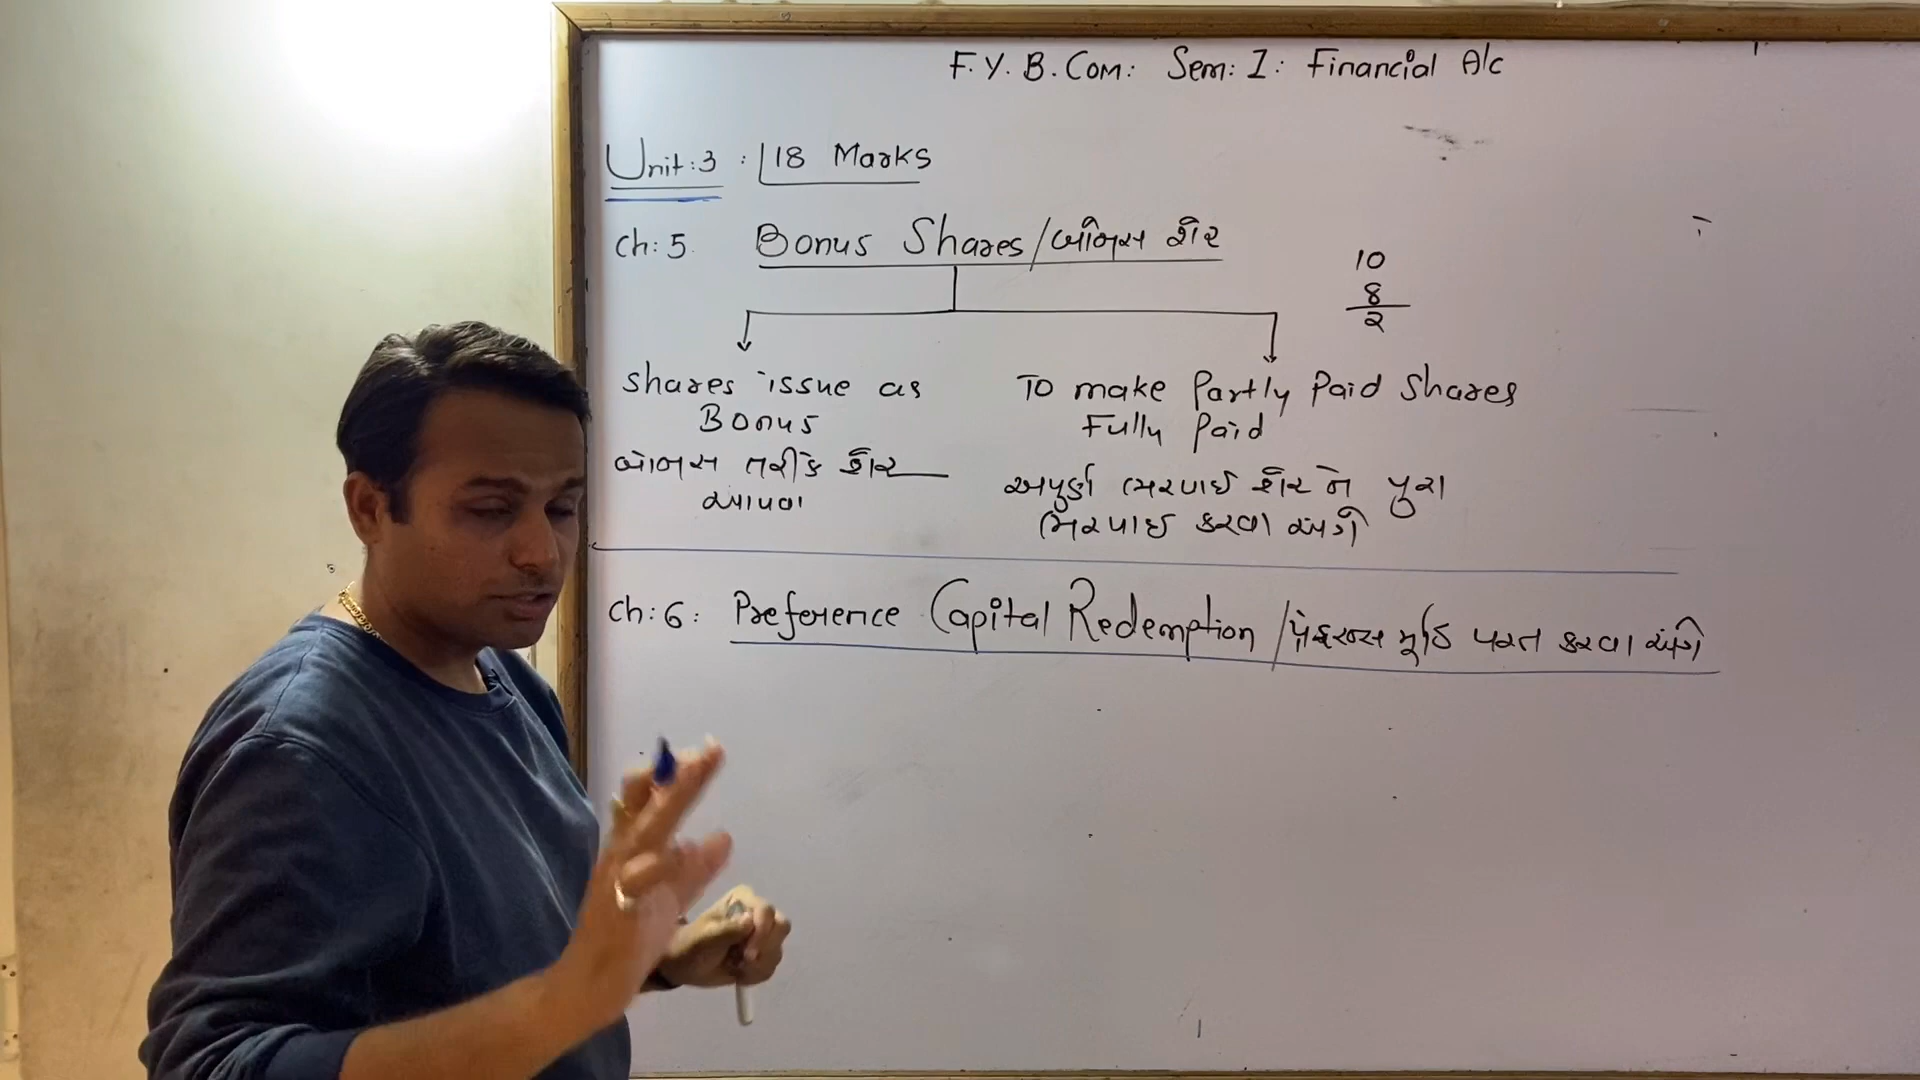 F.Y.B.Com: Sem: I: Financial A/c
Unit:3 : 18 Marks
Ch: 5. Bonus Shares/બોનસ શેર
10
8
2
Shares issue as
Bonus
બોનસ તરીકે શેર
આપવા
To make Partly Paid Shares
Fully Paid
અપુર્ણ ભરપાઈ શેર ને પુરા
ભરપાઈ કરવા અંગે
Ch: 6: Preference Capital Redemption/પ્રેફરન્સ મૂડિ પરત કરવા અંગે